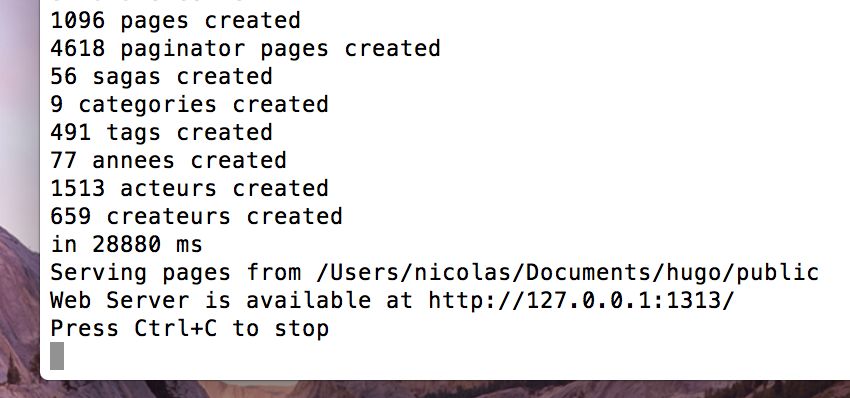 1096 pages created
4618 paginator pages created
56 sagas created
9 categories created
491 tags created
77 annees created
1513 acteurs created
659 createurs created
in 28880 ms
Serving pages from /Users/nicolas/Documents/hugo/public
Web Server is available at http://127.0.0.1:1313/
Press Ctrl+C to stop